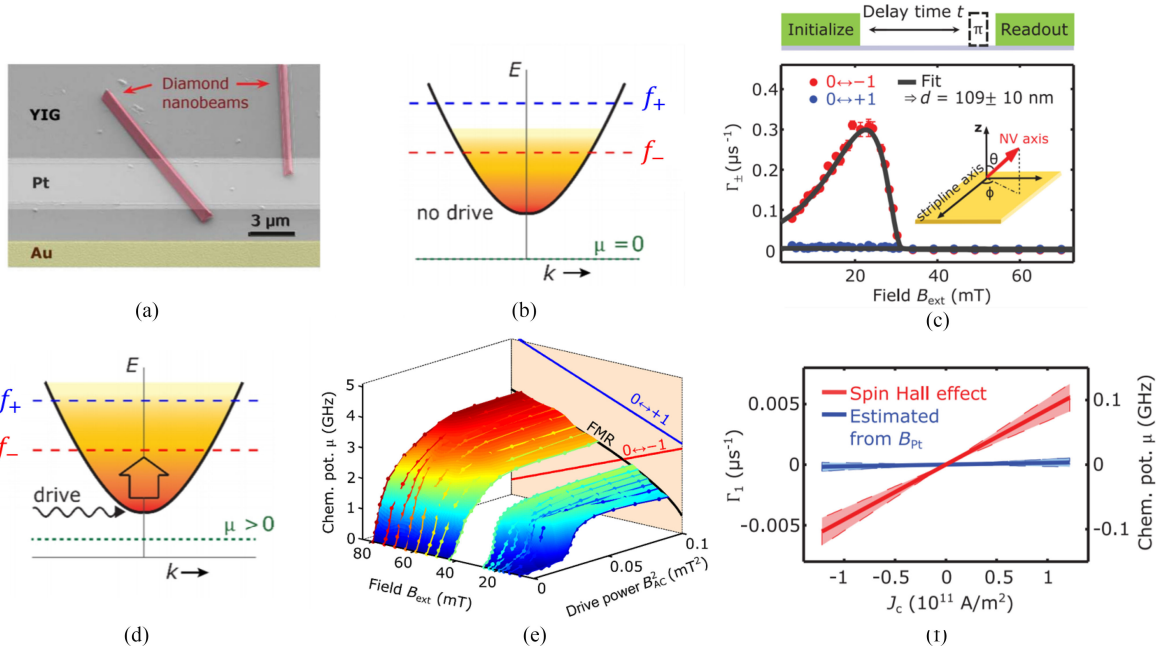 Diamond
nanobeams
YIG
Pt
3 μm
Au
(a)
E
f+
f−
no drive
μ = 0
k
(b)
Delay time t
Initialize
π
Readout
0↔−1
0↔+1
Fit
⇒ d = 109± 10 nm
0.4
0.3
0.2
0.1
0
Γ± (μs⁻¹)
z
NV axis
θ
stripline axis
ϕ
20
40
60
Field Bext (mT)
(c)
E
f+
f−
drive
μ > 0
k
(d)
5
4
3
2
1
0
Chem. pot. μ (GHz)
0↔+1
FMR
0↔−1
80
60
40
20
Field Bext (mT)
0
0.05
0.1
Drive power B²AC (mT²)
(e)
Spin Hall effect
Estimated
from BPt
0.005
0
-0.005
Γ1 (μs⁻¹)
0.1
0
-0.1
Chem. pot. μ (GHz)
-1
-0.5
0
0.5
1
Jc (10¹¹ A/m²)
(f)